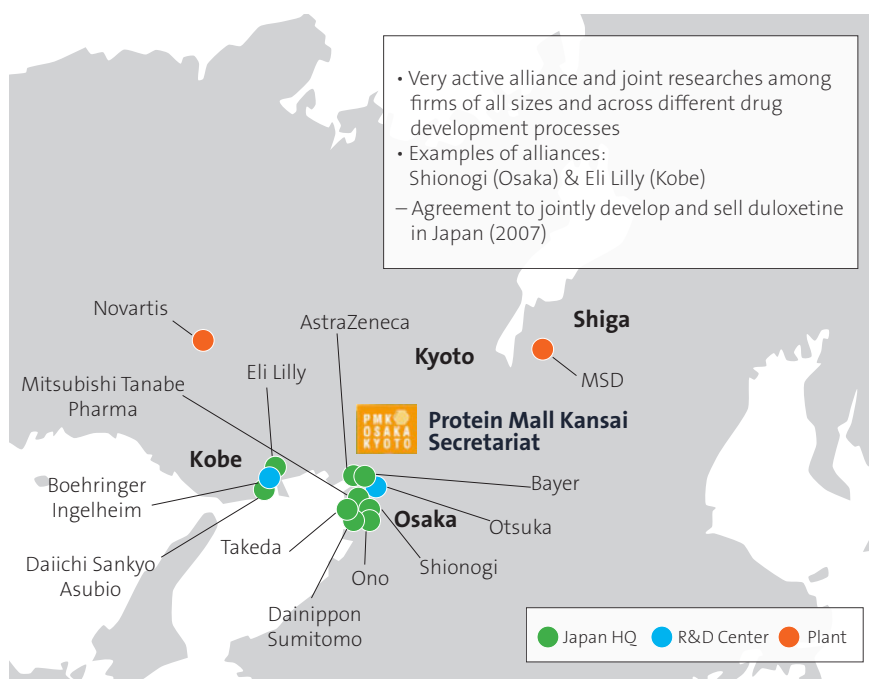 • Very active alliance and joint researches among
firms of all sizes and across different drug
development processes
• Examples of alliances:
Shionogi (Osaka) & Eli Lilly (Kobe)
– Agreement to jointly develop and sell duloxetine
in Japan (2007)
Novartis
AstraZeneca
Shiga
Kyoto
MSD
Mitsubishi Tanabe
Pharma
Eli Lilly
PMK
OSAKA
KYOTO
Protein Mall Kansai
Secretariat
Kobe
Boehringer
Ingelheim
Bayer
Osaka
Otsuka
Daiichi Sankyo
Asubio
Takeda
Ono
Shionogi
Dainippon
Sumitomo
Japan HQ
R&D Center
Plant